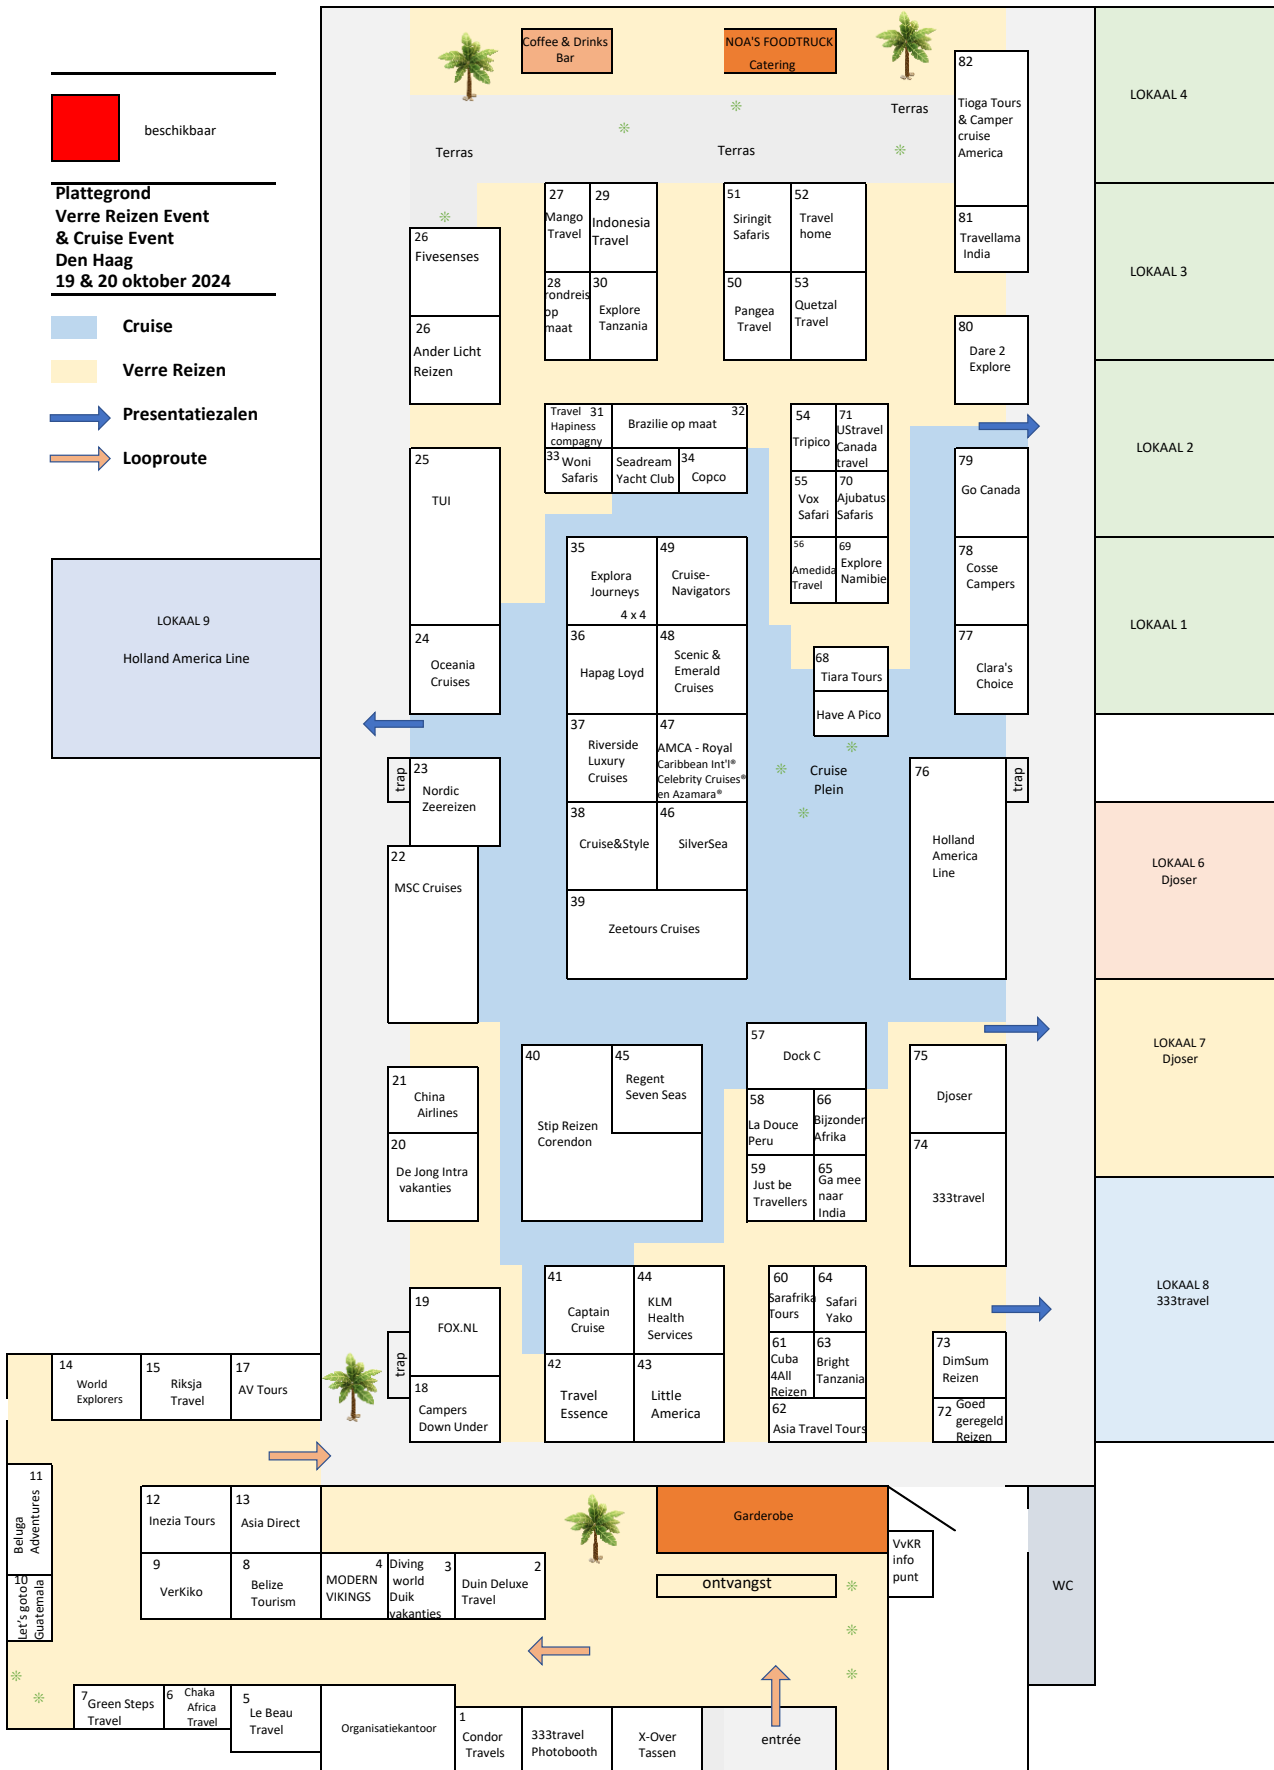 Coffee & Drinks
Bar
NOA'S FOODTRUCK
Catering
beschikbaar
Plattegrond
Verre Reizen Event
& Cruise Event
Den Haag
19 & 20 oktober 2024
Cruise
Verre Reizen
Presentatiezalen
Looproute
Terras
Terras
Terras
82
Tioga Tours
& Camper
cruise
America
81
Travellama
India
80
Dare 2
Explore
LOKAAL 4
LOKAAL 3
LOKAAL 2
LOKAAL 1
26
Fivesenses
26
Ander Licht
Reizen
27
Mango
Travel
29
Indonesia
Travel
28
rondreis
op
maat
30
Explore
Tanzania
51
Siringit
Safaris
52
Travel
home
50
Pangea
Travel
53
Quetzal
Travel
Travel
31
Hapiness
compagny
32
Brazilie op maat
33
Woni
Safaris
Seadream
Yacht Club
34
Copco
54
Tripico
71
UStravel
Canada
travel
55
Vox
Safari
70
Ajubatus
Safaris
56
Amedida
Travel
69
Explore
Namibie
25
TUI
24
Oceania
Cruises
79
Go Canada
78
Cosse
Campers
77
Clara's
Choice
LOKAAL 9
Holland America Line
35
Explora
Journeys
4 x 4
49
Cruise-
Navigators
36
Hapag Loyd
48
Scenic &
Emerald
Cruises
37
Riverside
Luxury
Cruises
47
AMCA - Royal
Caribbean Int'l®
Celebrity Cruises®
en Azamara®
38
Cruise&Style
46
SilverSea
39
Zeetours Cruises
68
Tiara Tours
Have A Pico
Cruise
Plein
trap
23
Nordic
Zeereizen
22
MSC Cruises
76
Holland
America
Line
trap
LOKAAL 6
Djoser
LOKAAL 7
Djoser
LOKAAL 8
333travel
21
China
Airlines
20
De Jong Intra
vakanties
40
Stip Reizen
Corendon
45
Regent
Seven Seas
57
Dock C
58
La Douce
Peru
66
Bijzonder
Afrika
59
Just be
Travellers
65
Ga mee
naar
India
75
Djoser
74
333travel
19
FOX.NL
trap
18
Campers
Down Under
41
Captain
Cruise
44
KLM
Health
Services
42
Travel
Essence
43
Little
America
60
Sarafrika
Tours
64
Safari
Yako
61
Cuba
4All
Reizen
63
Bright
Tanzania
62
Asia Travel Tours
73
DimSum
Reizen
72
Goed
geregeld
Reizen
14
World
Explorers
15
Riksja
Travel
17
AV Tours
11
Beluga
Adventures
10
Let's goto
Guatemala
12
Inezia Tours
13
Asia Direct
9
VerKiko
8
Belize
Tourism
4
MODERN
VIKINGS
3
Diving
world
Duik
vakanties
2
Duin Deluxe
Travel
Garderobe
ontvangst
VvKR
info
punt
WC
7
Green Steps
Travel
6
Chaka
Africa
Travel
5
Le Beau
Travel
Organisatiekantoor
1
Condor
Travels
333travel
Photobooth
X-Over
Tassen
entrée